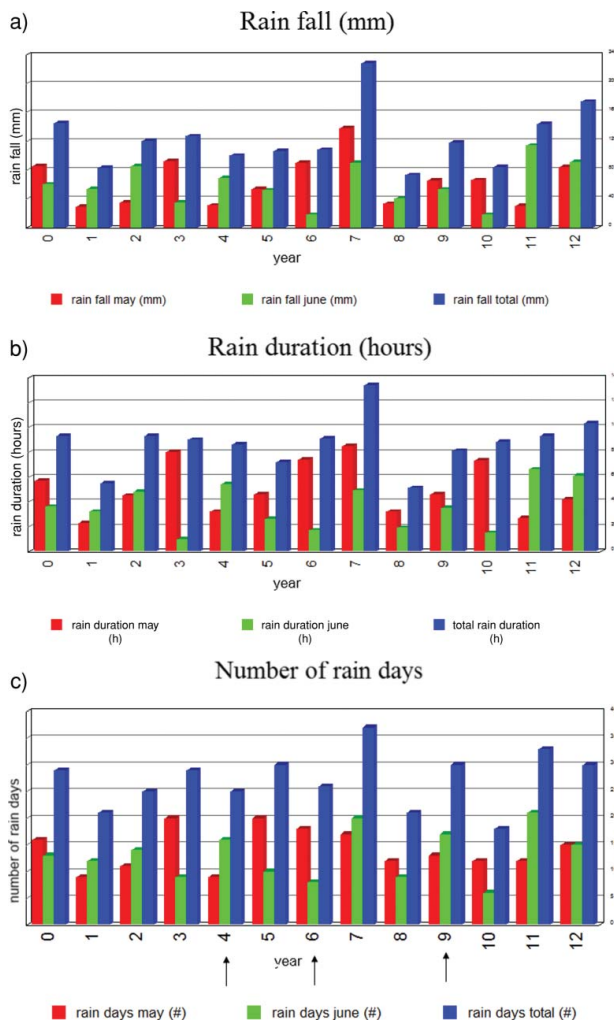 a)
Rain fall (mm)
rain fall (mm)
0 1 2 3 4 5 6 7 8 9 10 11 12
year
rain fall may (mm) rain fall june (mm) rain fall total (mm)
b)
Rain duration (hours)
rain duration (hours)
0 1 2 3 4 5 6 7 8 9 10 11 12
year
rain duration may (h) rain duration june (h) total rain duration (h)
c)
Number of rain days
number of rain days
0 1 2 3 4 5 6 7 8 9 10 11 12
year
rain days may (#) rain days june (#) rain days total (#)